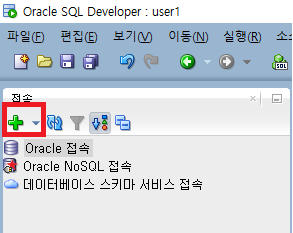 Oracle SQL Developer : user1
파일(F) 편집(E) 보기(V) 이동(N) 실행(R) 소
SQL
접속
Oracle 접속
Oracle NoSQL 접속
데이터베이스 스키마 서비스 접속